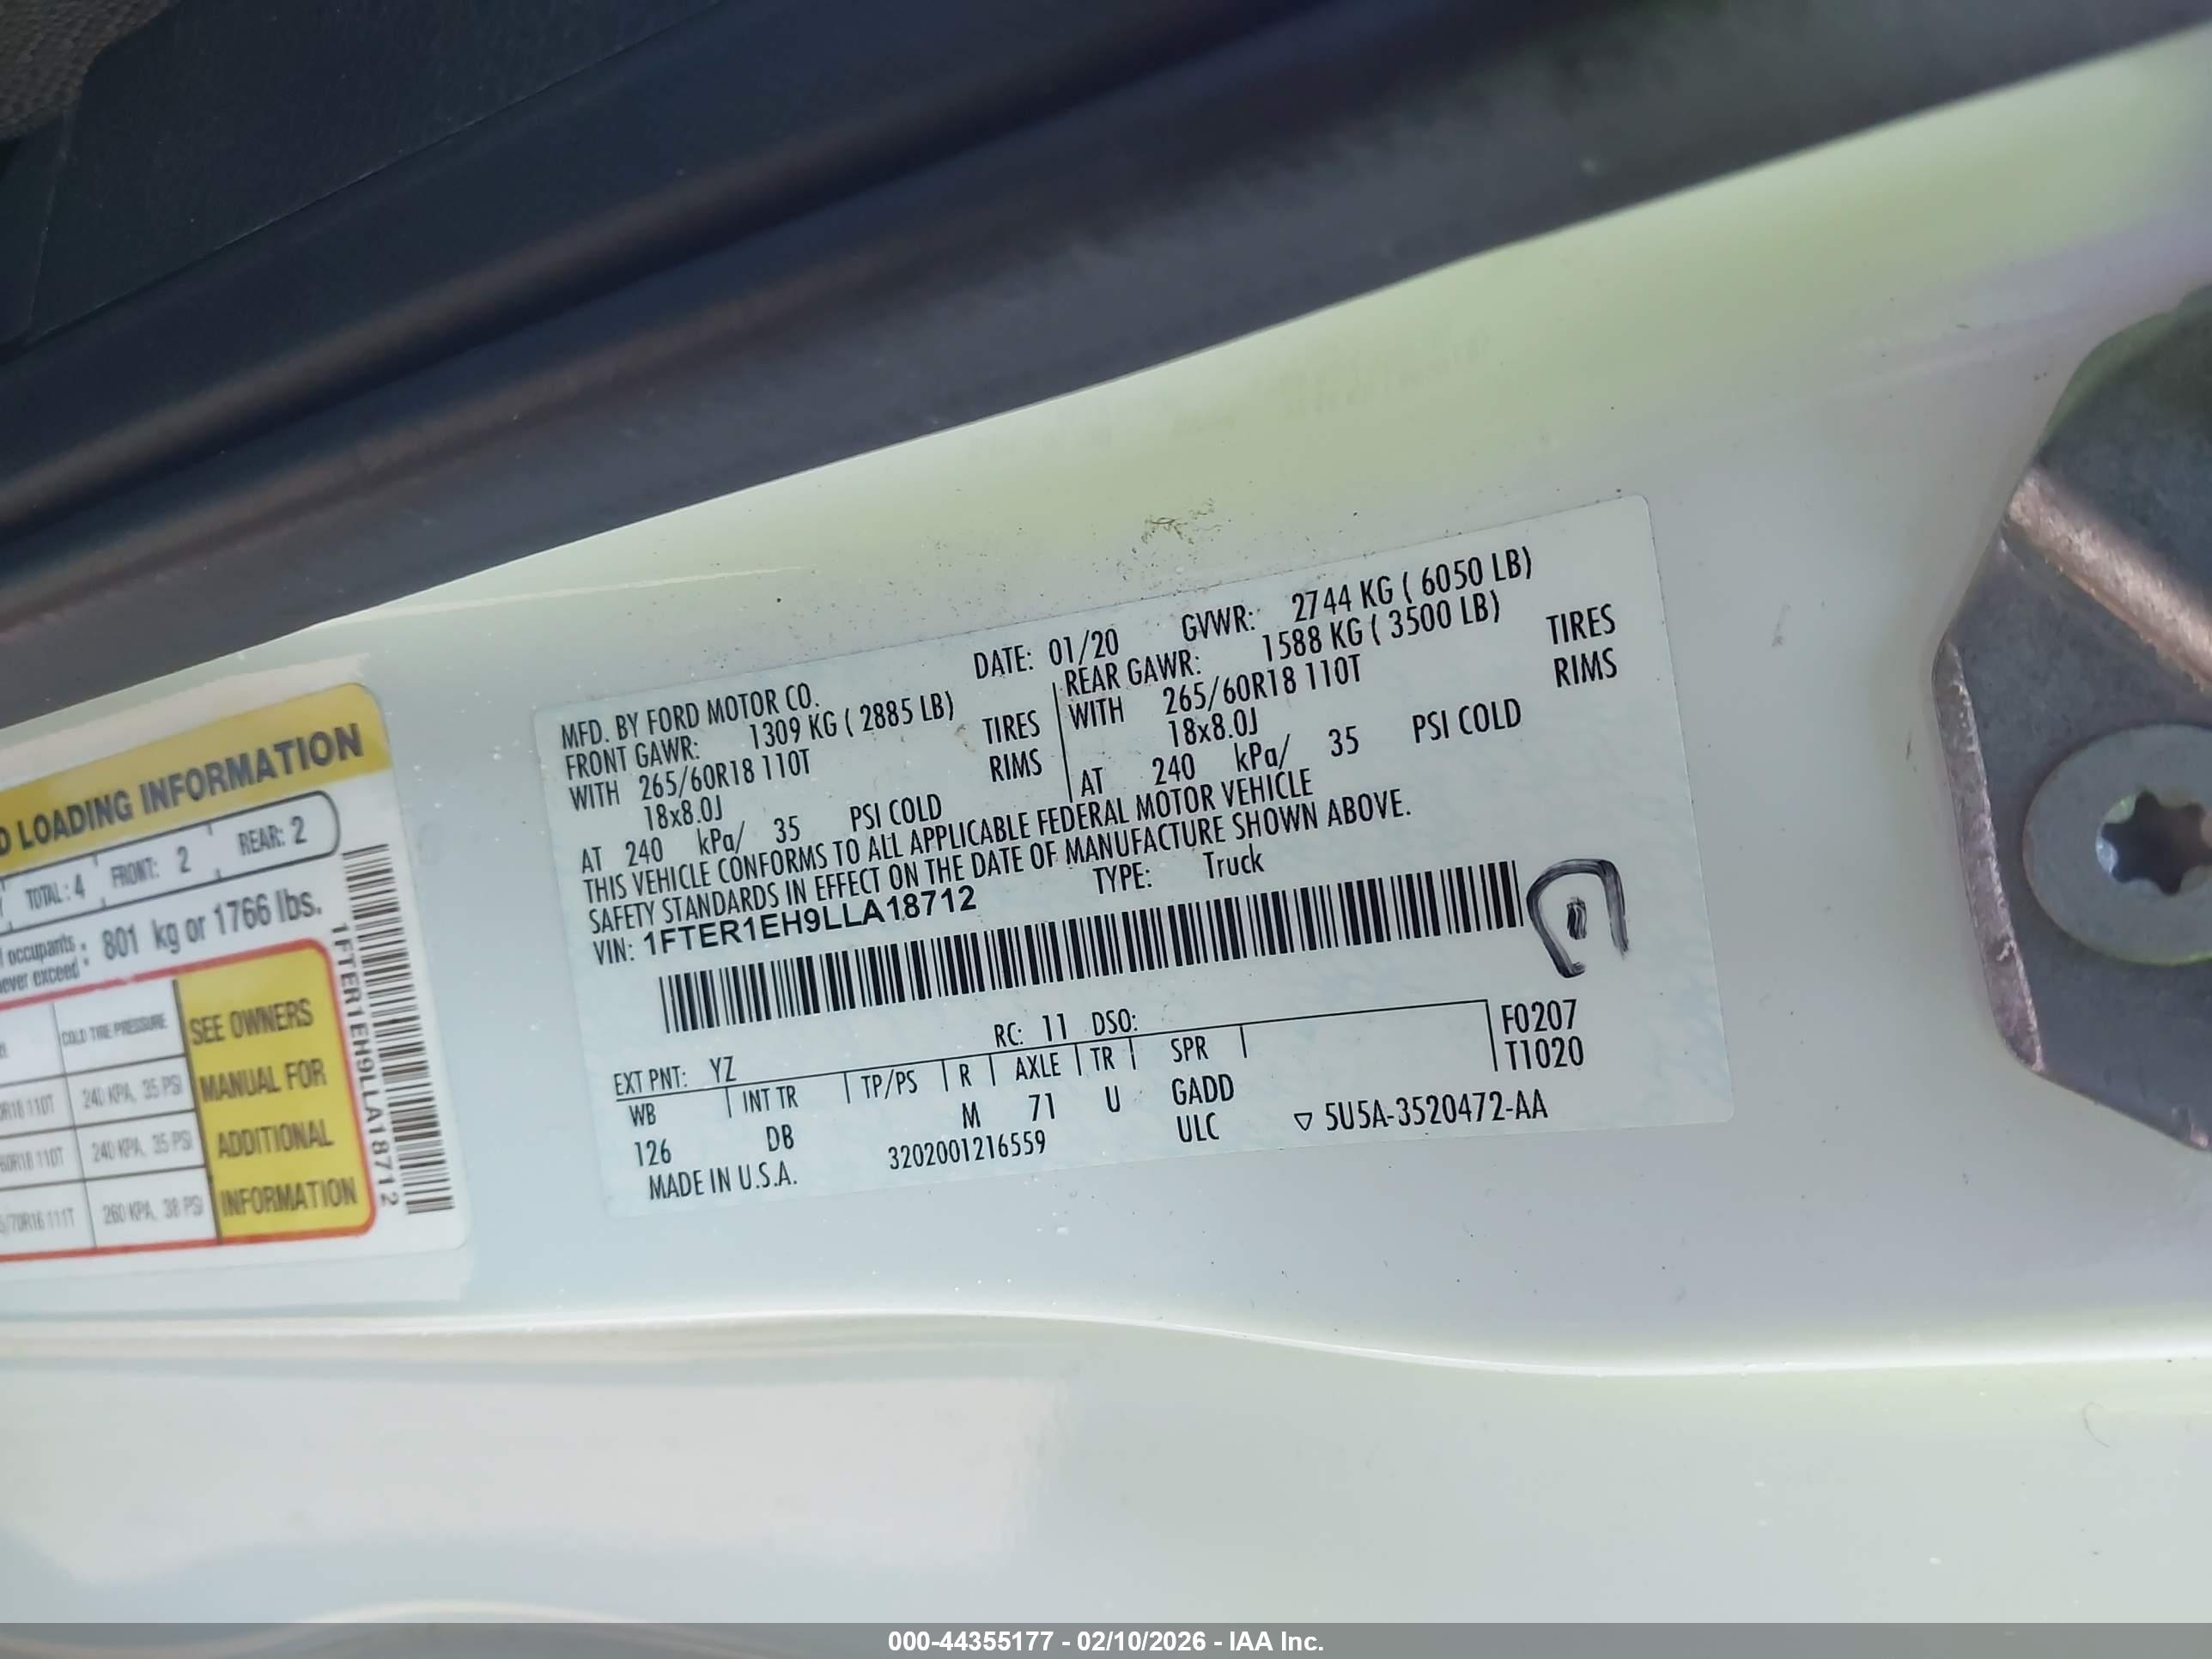 MFD. BY FORD MOTOR CO.
DATE: 01/20
GVWR: 2744 KG ( 6050 LB)
FRONT GAWR: 1309 KG ( 2885 LB)
REAR GAWR: 1588 KG ( 3500 LB)
WITH 265/60R18 110T TIRES
WITH 265/60R18 110T TIRES
18x8.0J RIMS
18x8.0J RIMS
AT 240 kPa/ 35 PSI COLD
AT 240 kPa/ 35 PSI COLD
THIS VEHICLE CONFORMS TO ALL APPLICABLE FEDERAL MOTOR VEHICLE
SAFETY STANDARDS IN EFFECT ON THE DATE OF MANUFACTURE SHOWN ABOVE.
VIN: 1FTER1EH9LLA18712
TYPE: Truck
F0207
T1020
RC: 11 DSO:
EXT PNT: YZ
WB INT TR TP/PS R AXLE TR SPR
126 DB M 71 U GADD
MADE IN U.S.A. 3202001216559 ULC
5U5A-3520472-AA
LOADING INFORMATION
TOTAL: 4 FRONT: 2 REAR: 2
occupants
ever exceed : 801 kg or 1766 lbs.
COLD TIRE PRESSURE
SEE OWNERS
MANUAL FOR
ADDITIONAL
INFORMATION
0R18 110T 240 KPA, 35 PSI
60R18 110T 240 KPA, 35 PSI
/70R16 111T 260 KPA, 38 PSI
1FTER1EH9LLA18712
000-44355177 - 02/10/2026 - IAA Inc.